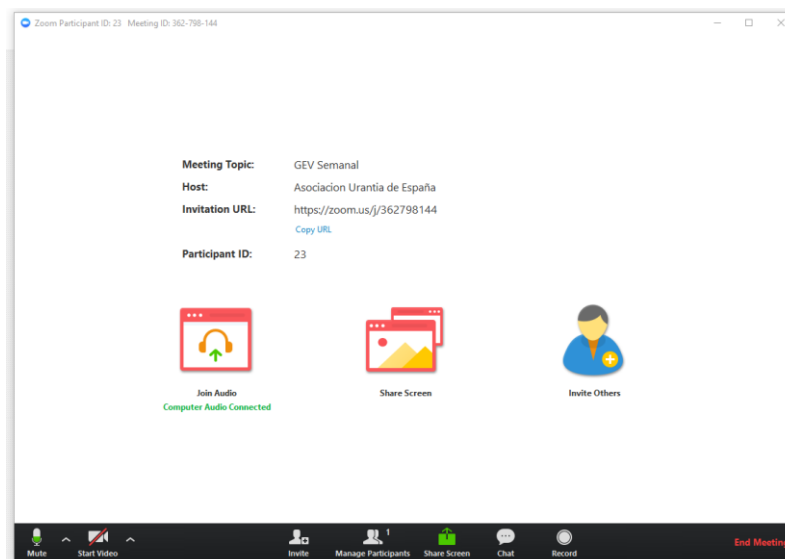 Zoom Participant ID: 23 Meeting ID: 362-798-144
Meeting Topic: GEV Semanal
Host: Asociacion Urantia de España
Invitation URL: https://zoom.us/j/362798144
Copy URL
Participant ID: 23
Join Audio
Computer Audio Connected
Share Screen
Invite Others
Mute
Start Video
Invite
1
Manage Participants
Share Screen
Chat
Record
End Meeting